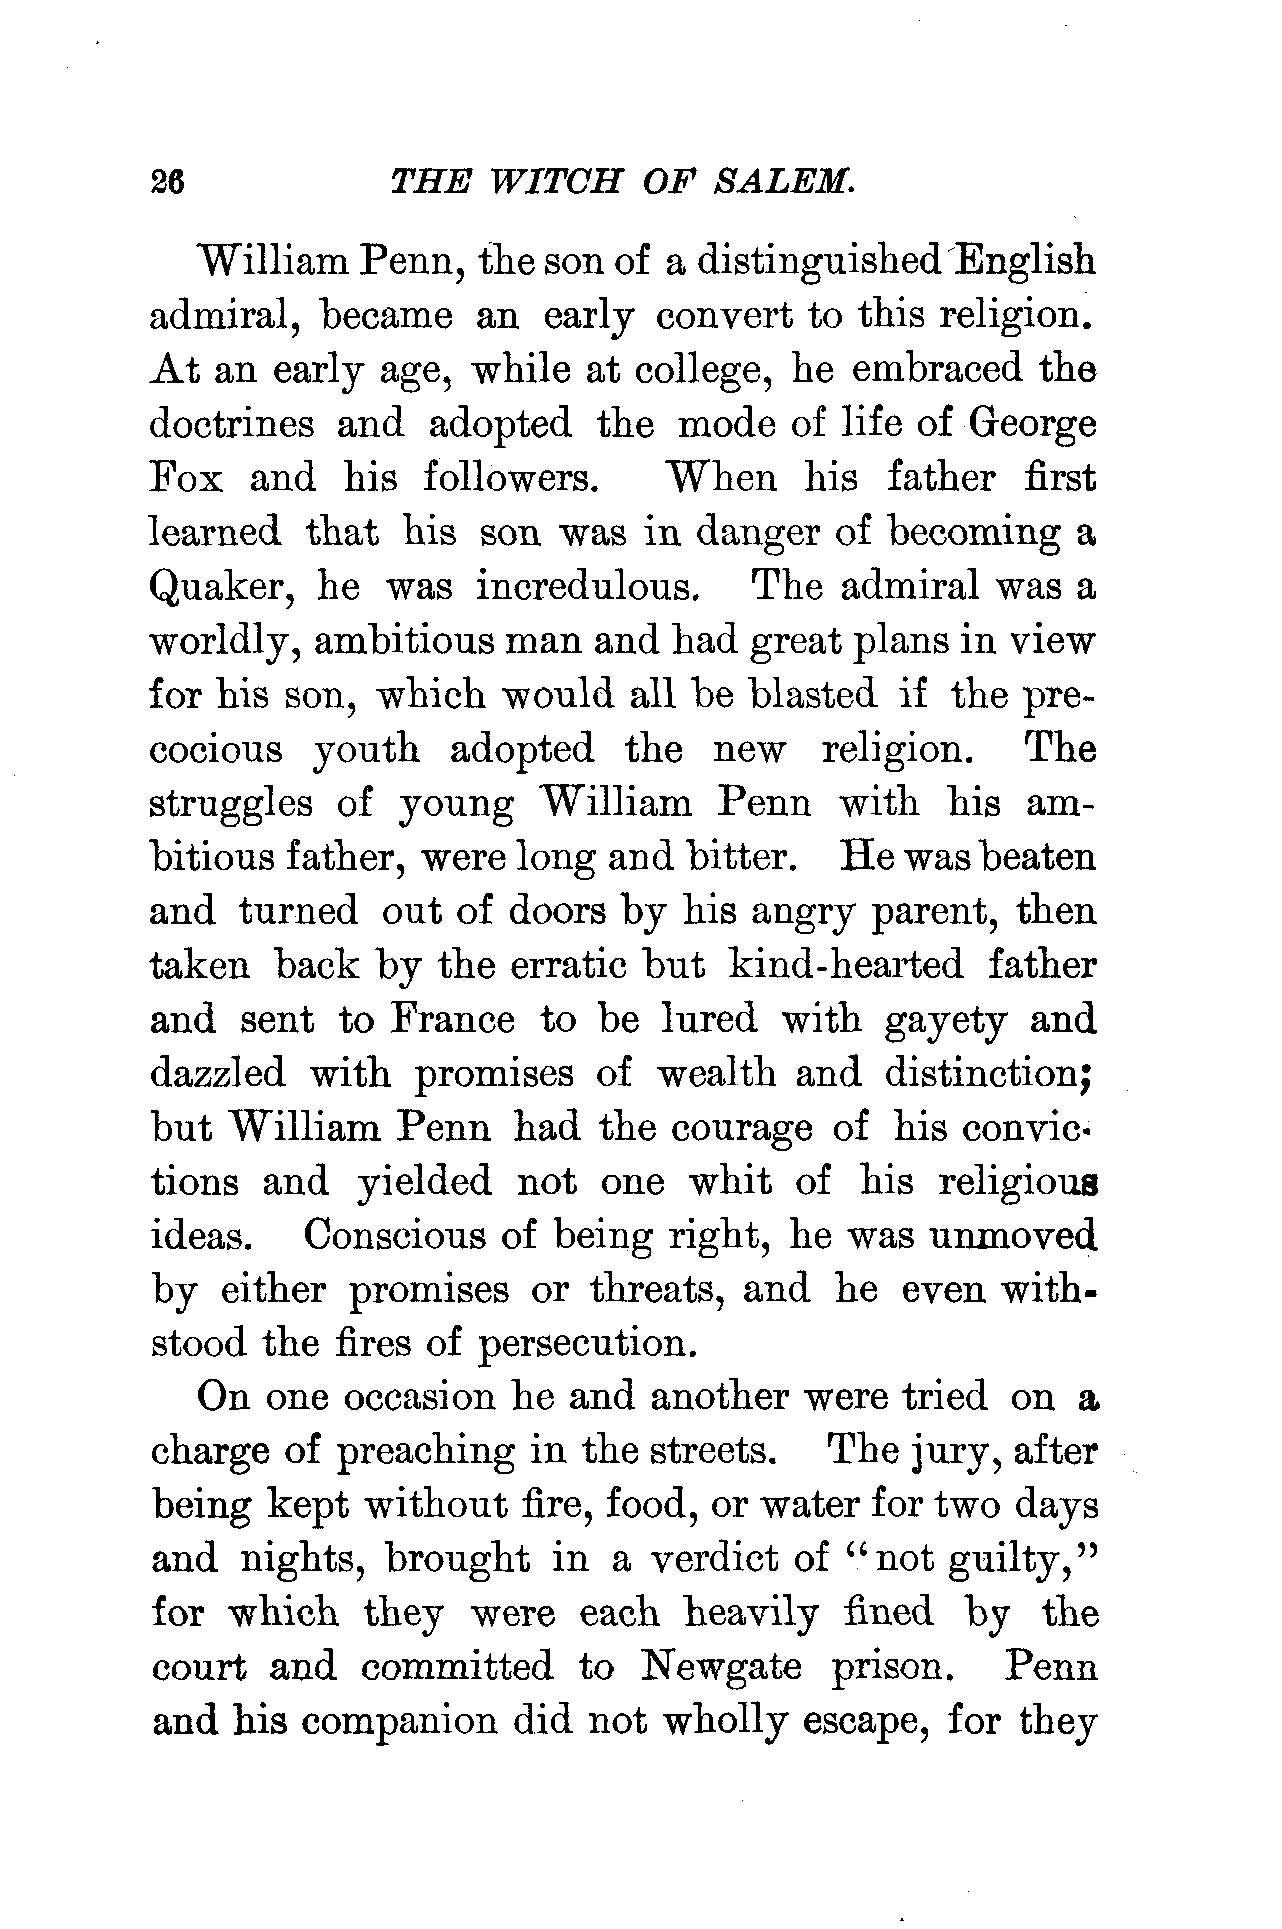 26 THE WITCH OF SALEM.
William Penn, the son of a distinguished English
admiral, became an early convert to this religion.
At an early age, while at college, he embraced the
doctrines and adopted the mode of life of George
Fox and his followers. When his father first
learned that his son was in danger of becoming a
Quaker, he was incredulous. The admiral was a
worldly, ambitious man and had great plans in view
for his son, which would all be blasted if the pre-
cocious youth adopted the new religion. The
struggles of young William Penn with his am-
bitious father, were long and bitter. He was beaten
and turned out of doors by his angry parent, then
taken back by the erratic but kind-hearted father
and sent to France to be lured with gayety and
dazzled with promises of wealth and distinction;
but William Penn had the courage of his convic-
tions and yielded not one whit of his religious
ideas. Conscious of being right, he was unmoved
by either promises or threats, and he even with-
stood the fires of persecution.
On one occasion he and another were tried on a
charge of preaching in the streets. The jury, after
being kept without fire, food, or water for two days
and nights, brought in a verdict of "not guilty,"
for which they were each heavily fined by the
court and committed to Newgate prison. Penn
and his companion did not wholly escape, for they